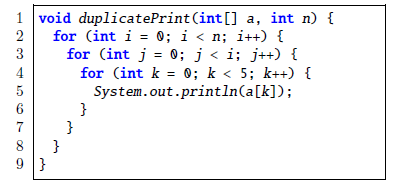 1 void duplicatePrint(int[] a, int n) {
2   for (int i = 0; i < n; i++) {
3     for (int j = 0; j < i; j++) {
4       for (int k = 0; k < 5; k++) {
5         System.out.println(a[k]);
6       }
7     }
8   }
9 }